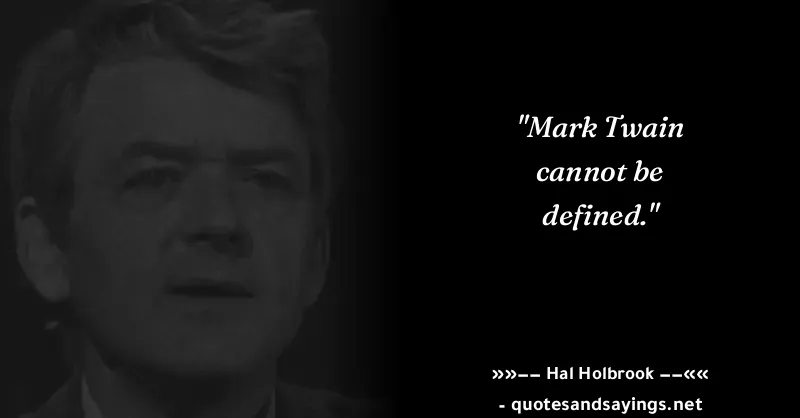 "Mark Twain
cannot be
defined."
»»–– Hal Holbrook ––««
- quotesandsayings.net